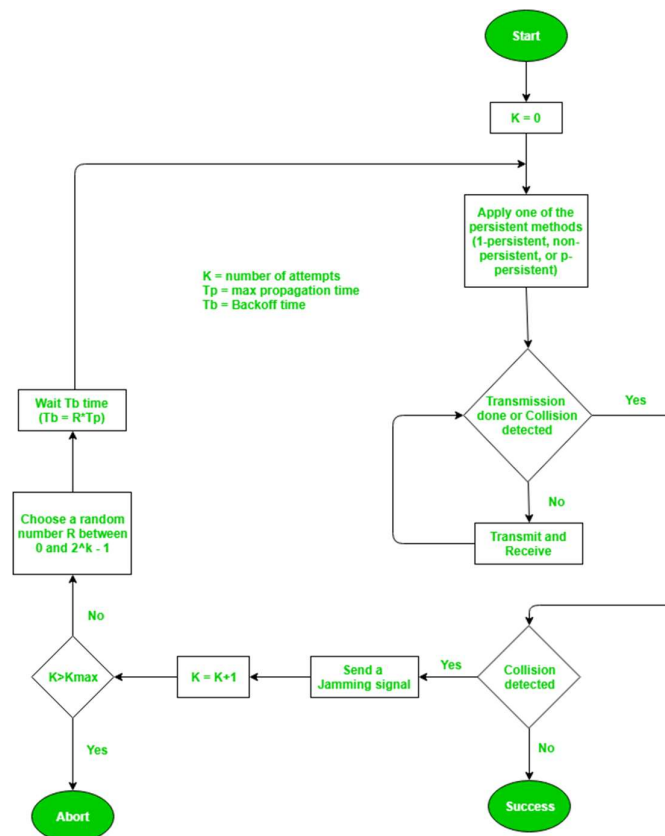 Start
K = 0
Apply one of the
persistent methods
(1-persistent, non-
persistent, or p-
persistent)
K = number of attempts
Tp = max propagation time
Tb = Backoff time
Transmission
done or Collision
detected
Yes
No
Transmit and
Receive
Wait Tb time
(Tb = R*Tp)
Choose a random
number R between
0 and 2^k - 1
No
K>Kmax
Yes
Abort
K = K+1
Send a
Jamming signal
Yes
Collision
detected
No
Success